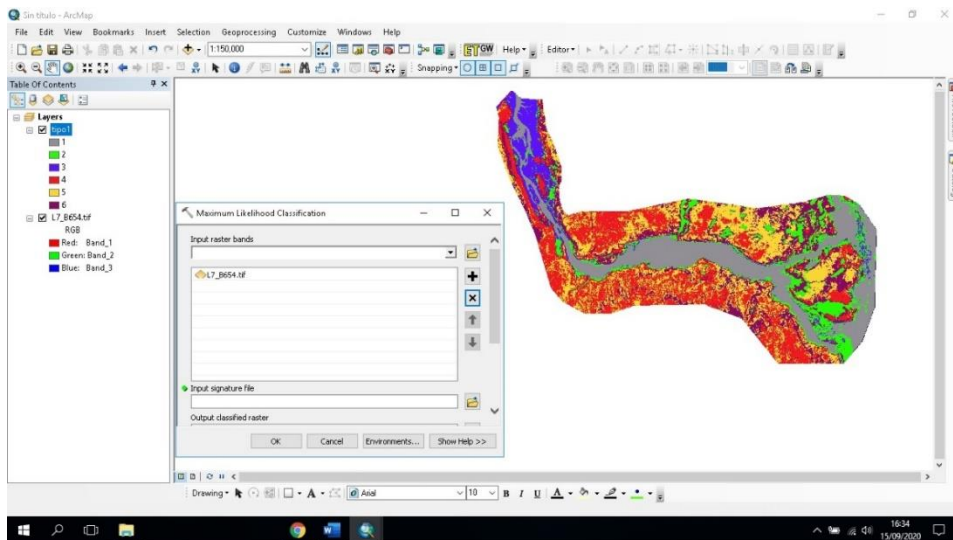 Sin título - ArcMap
File Edit View Bookmarks Insert Selection Geoprocessing Customize Windows Help
1:150,000
Help
Editor
Snapping
Table Of Contents
Layers
tipo1
1
2
3
4
5
6
L7_B654.tif
RGB
Red: Band_1
Green: Band_2
Blue: Band_3
Maximum Likelihood Classification
Input raster bands
L7_B654.tif
Input signature file
Output classified raster
OK Cancel Environments... Show Help >>
Drawing A Arial 10 B I U A
16:34
15/09/2020